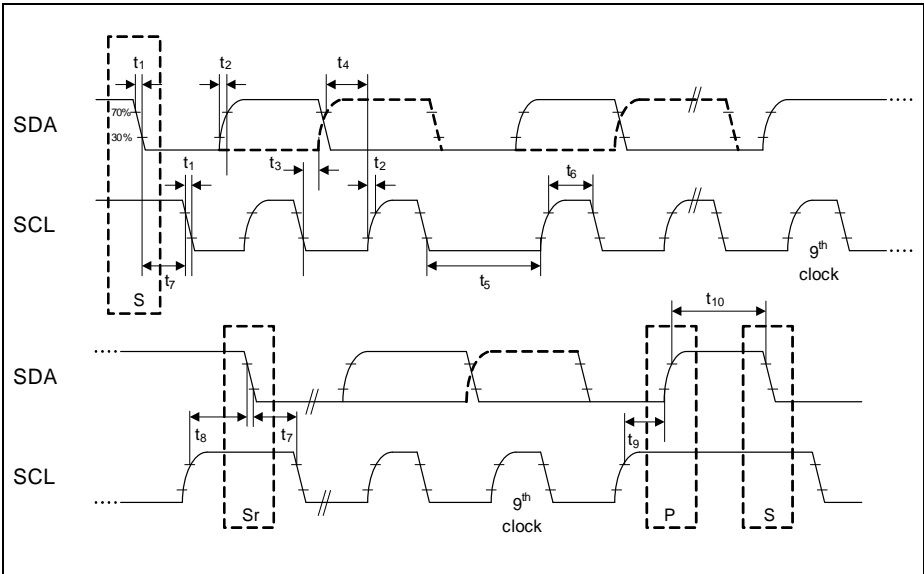 t1 t2 t4
SDA
70%
30%
t1 t3 t2 t6
SCL
t7 t5
9th
clock
S
t10
SDA
t8 t7 t9
SCL
Sr
9th
clock
P
S